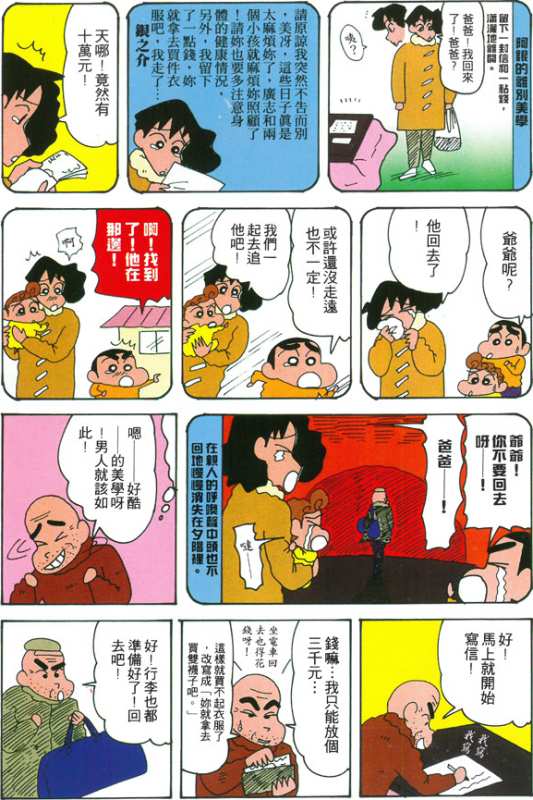 阿銀的離別美學
留下一封信和一點錢，
瀟灑地離開。
爸爸！我回來
了！爸爸？
咦？
請原諒我突然不告而別
，美冴，這些日子真是
太麻煩妳了，廣志和兩
個小孩就麻煩妳照顧了
！請妳也要多注意身
體的健康情況。
另外，我留下
了一點錢，妳
就拿去買件衣
服吧，我走了…
銀之介
天哪！竟然有
十萬元！
爺爺呢？
他回去了
！
或許還沒走遠
也不一定！
我們一
起去追
他吧！
啊！找到
了！他在
那邊！
啊
爺爺！
你不要回去
呀——！
爸爸——！
噠——
在親人的呼喚聲中頭也不
回地慢慢消失在夕陽裡。
嗯——好酷
——的美學呀
！男人就該如
此！
好！
馬上就開始
寫信！
我寫
我寫
錢嘛…我只能放個
三千元…
坐電車回
去也得花
錢呀！
這樣就買不起衣服了
，改寫成「妳就拿去
買雙襪子吧。」
好！行李也都
準備好了！回
去吧！